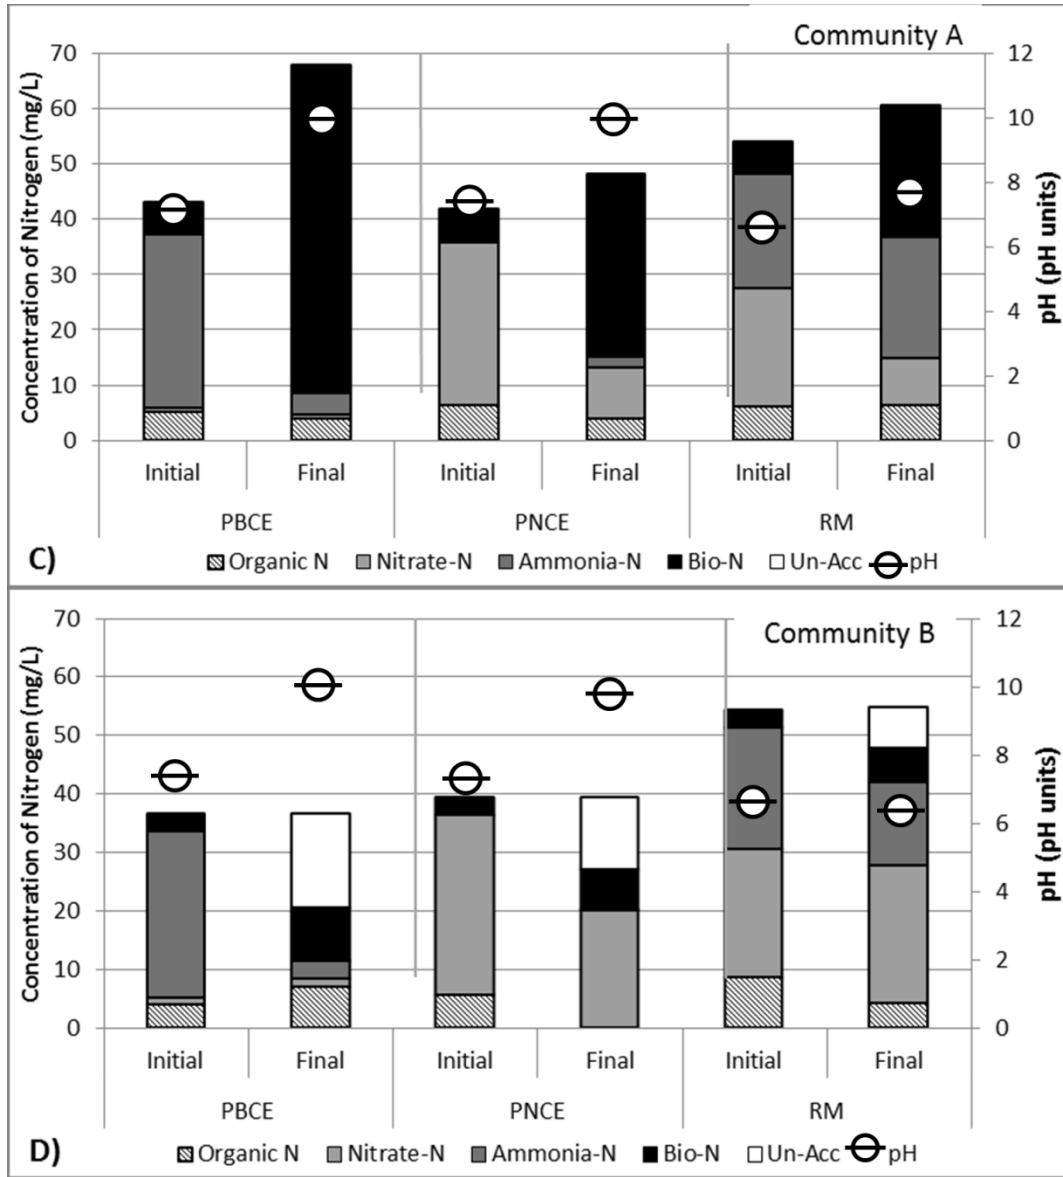 Community A
Concentration of Nitrogen (mg/L)
70
60
50
40
30
20
10
0
12
10
8
6
4
2
0
pH (pH units)
Initial Final Initial Final Initial Final
PBCE PNCE RM
C)
Organic N Nitrate-N Ammonia-N Bio-N Un-Acc pH
Community B
Concentration of Nitrogen (mg/L)
70
60
50
40
30
20
10
0
12
10
8
6
4
2
0
pH (pH units)
Initial Final Initial Final Initial Final
PBCE PNCE RM
D)
Organic N Nitrate-N Ammonia-N Bio-N Un-Acc pH